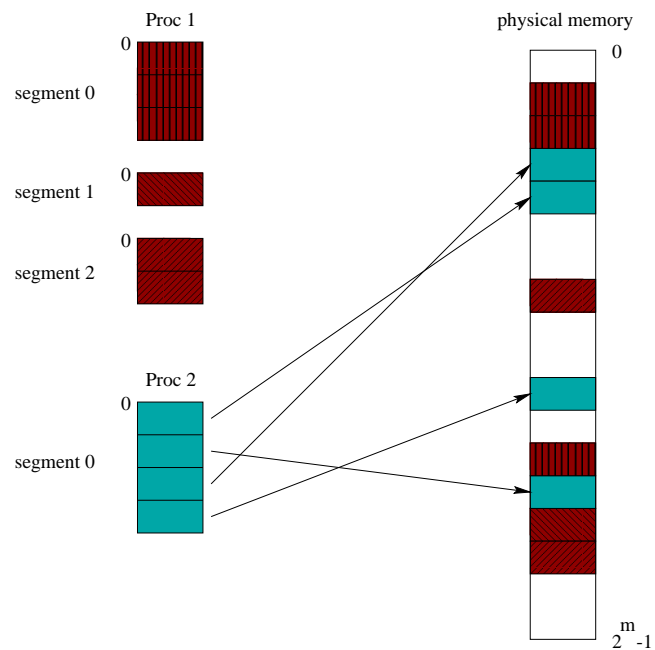 Proc 1
physical memory
0
0
segment 0
0
segment 1
0
segment 2
Proc 2
0
segment 0
m
2 -1